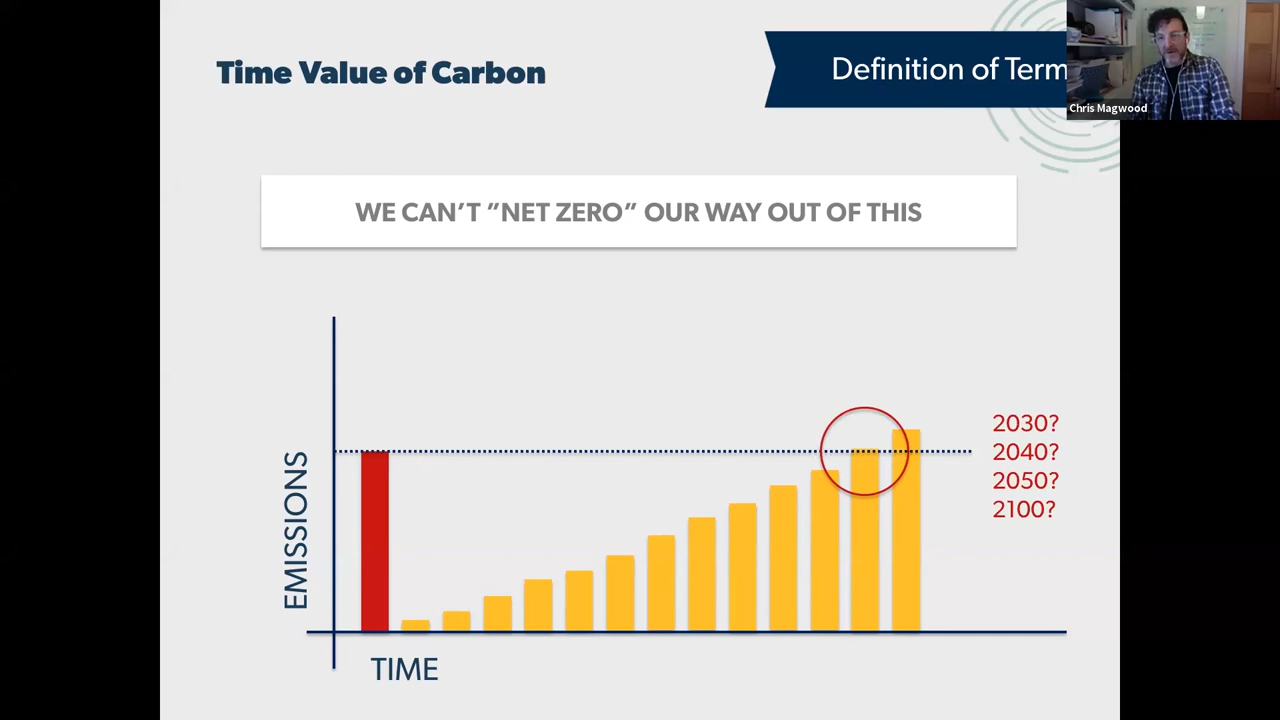 Time Value of Carbon
Definition of Term
Chris Magwood
WE CAN'T ”NET ZERO” OUR WAY OUT OF THIS
EMISSIONS
2030?
2040?
2050?
2100?
TIME